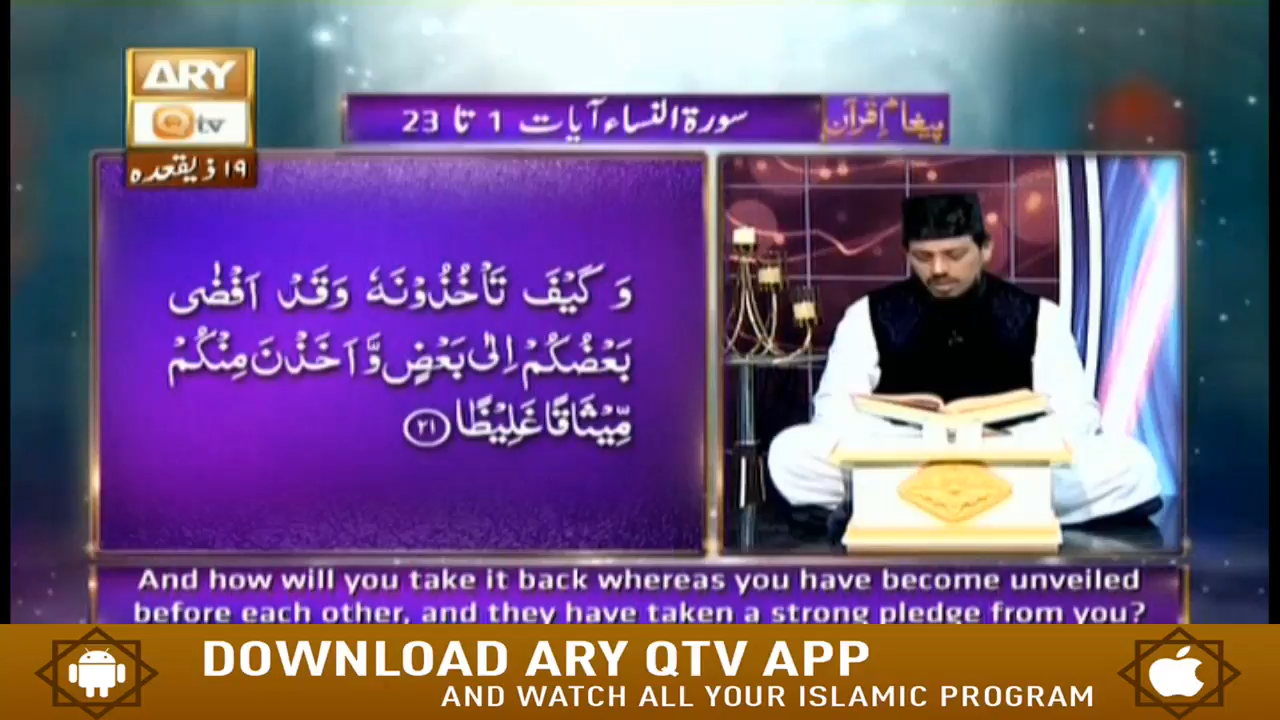 ARY
Qtv
۱۹ ذیقعدہ
پیغام قرآن
سورۃ النساء آیات 1 تا 23
وَ كَیْفَ تَاْخُذُوْنَهٗ وَ قَدْ اَفْضٰى
بَعْضُكُمْ اِلٰى بَعْضٍ وَّ اَخَذْنَ مِنْكُمْ
مِّیْثَاقًا غَلِیْظًا ﴿۲۱﴾
And how will you take it back whereas you have become unveiled
before each other, and they have taken a strong pledge from you?
DOWNLOAD ARY QTV APP
AND WATCH ALL YOUR ISLAMIC PROGRAM